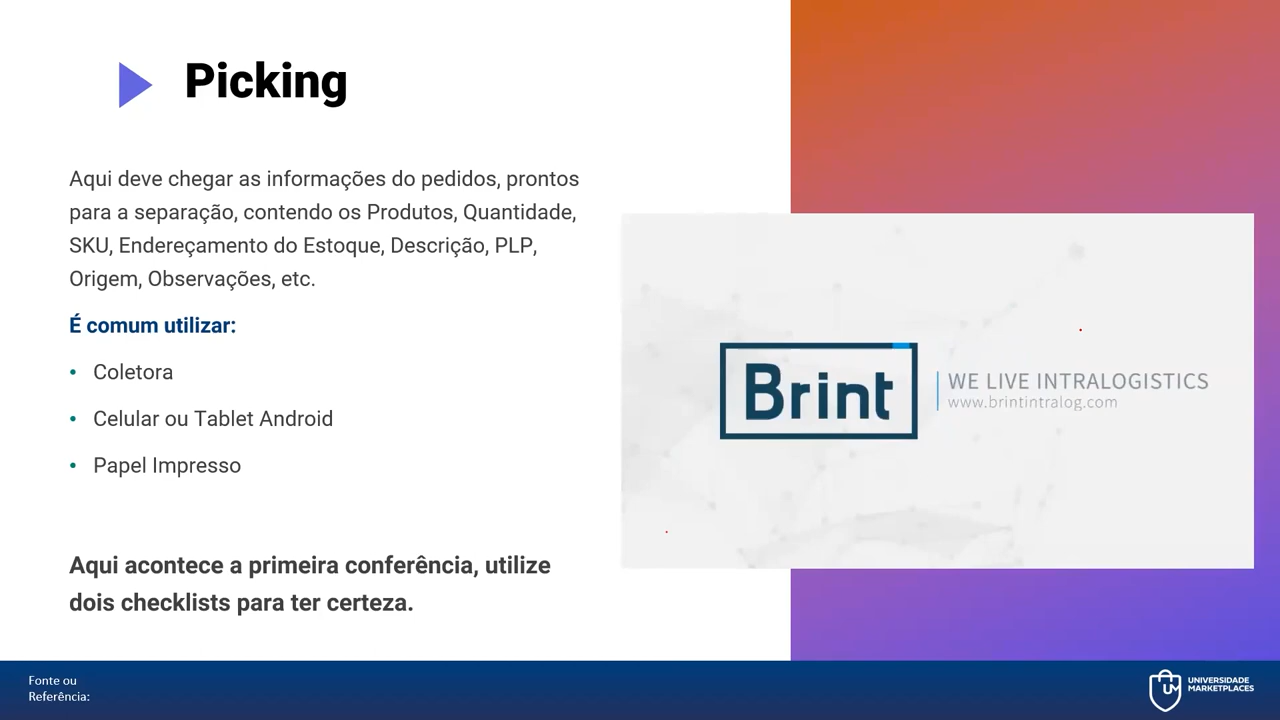 Picking
Aqui deve chegar as informações do pedidos, prontos
para a separação, contendo os Produtos, Quantidade,
SKU, Endereçamento do Estoque, Descrição, PLP,
Origem, Observações, etc.
É comum utilizar:
• Coletora
• Celular ou Tablet Android
• Papel Impresso
Aqui acontece a primeira conferência, utilize
dois checklists para ter certeza.
Brint
WE LIVE INTRALOGISTICS
www.brintintralog.com
Fonte ou
Referência:
UM
UNIVERSIDADE
MARKETPLACES